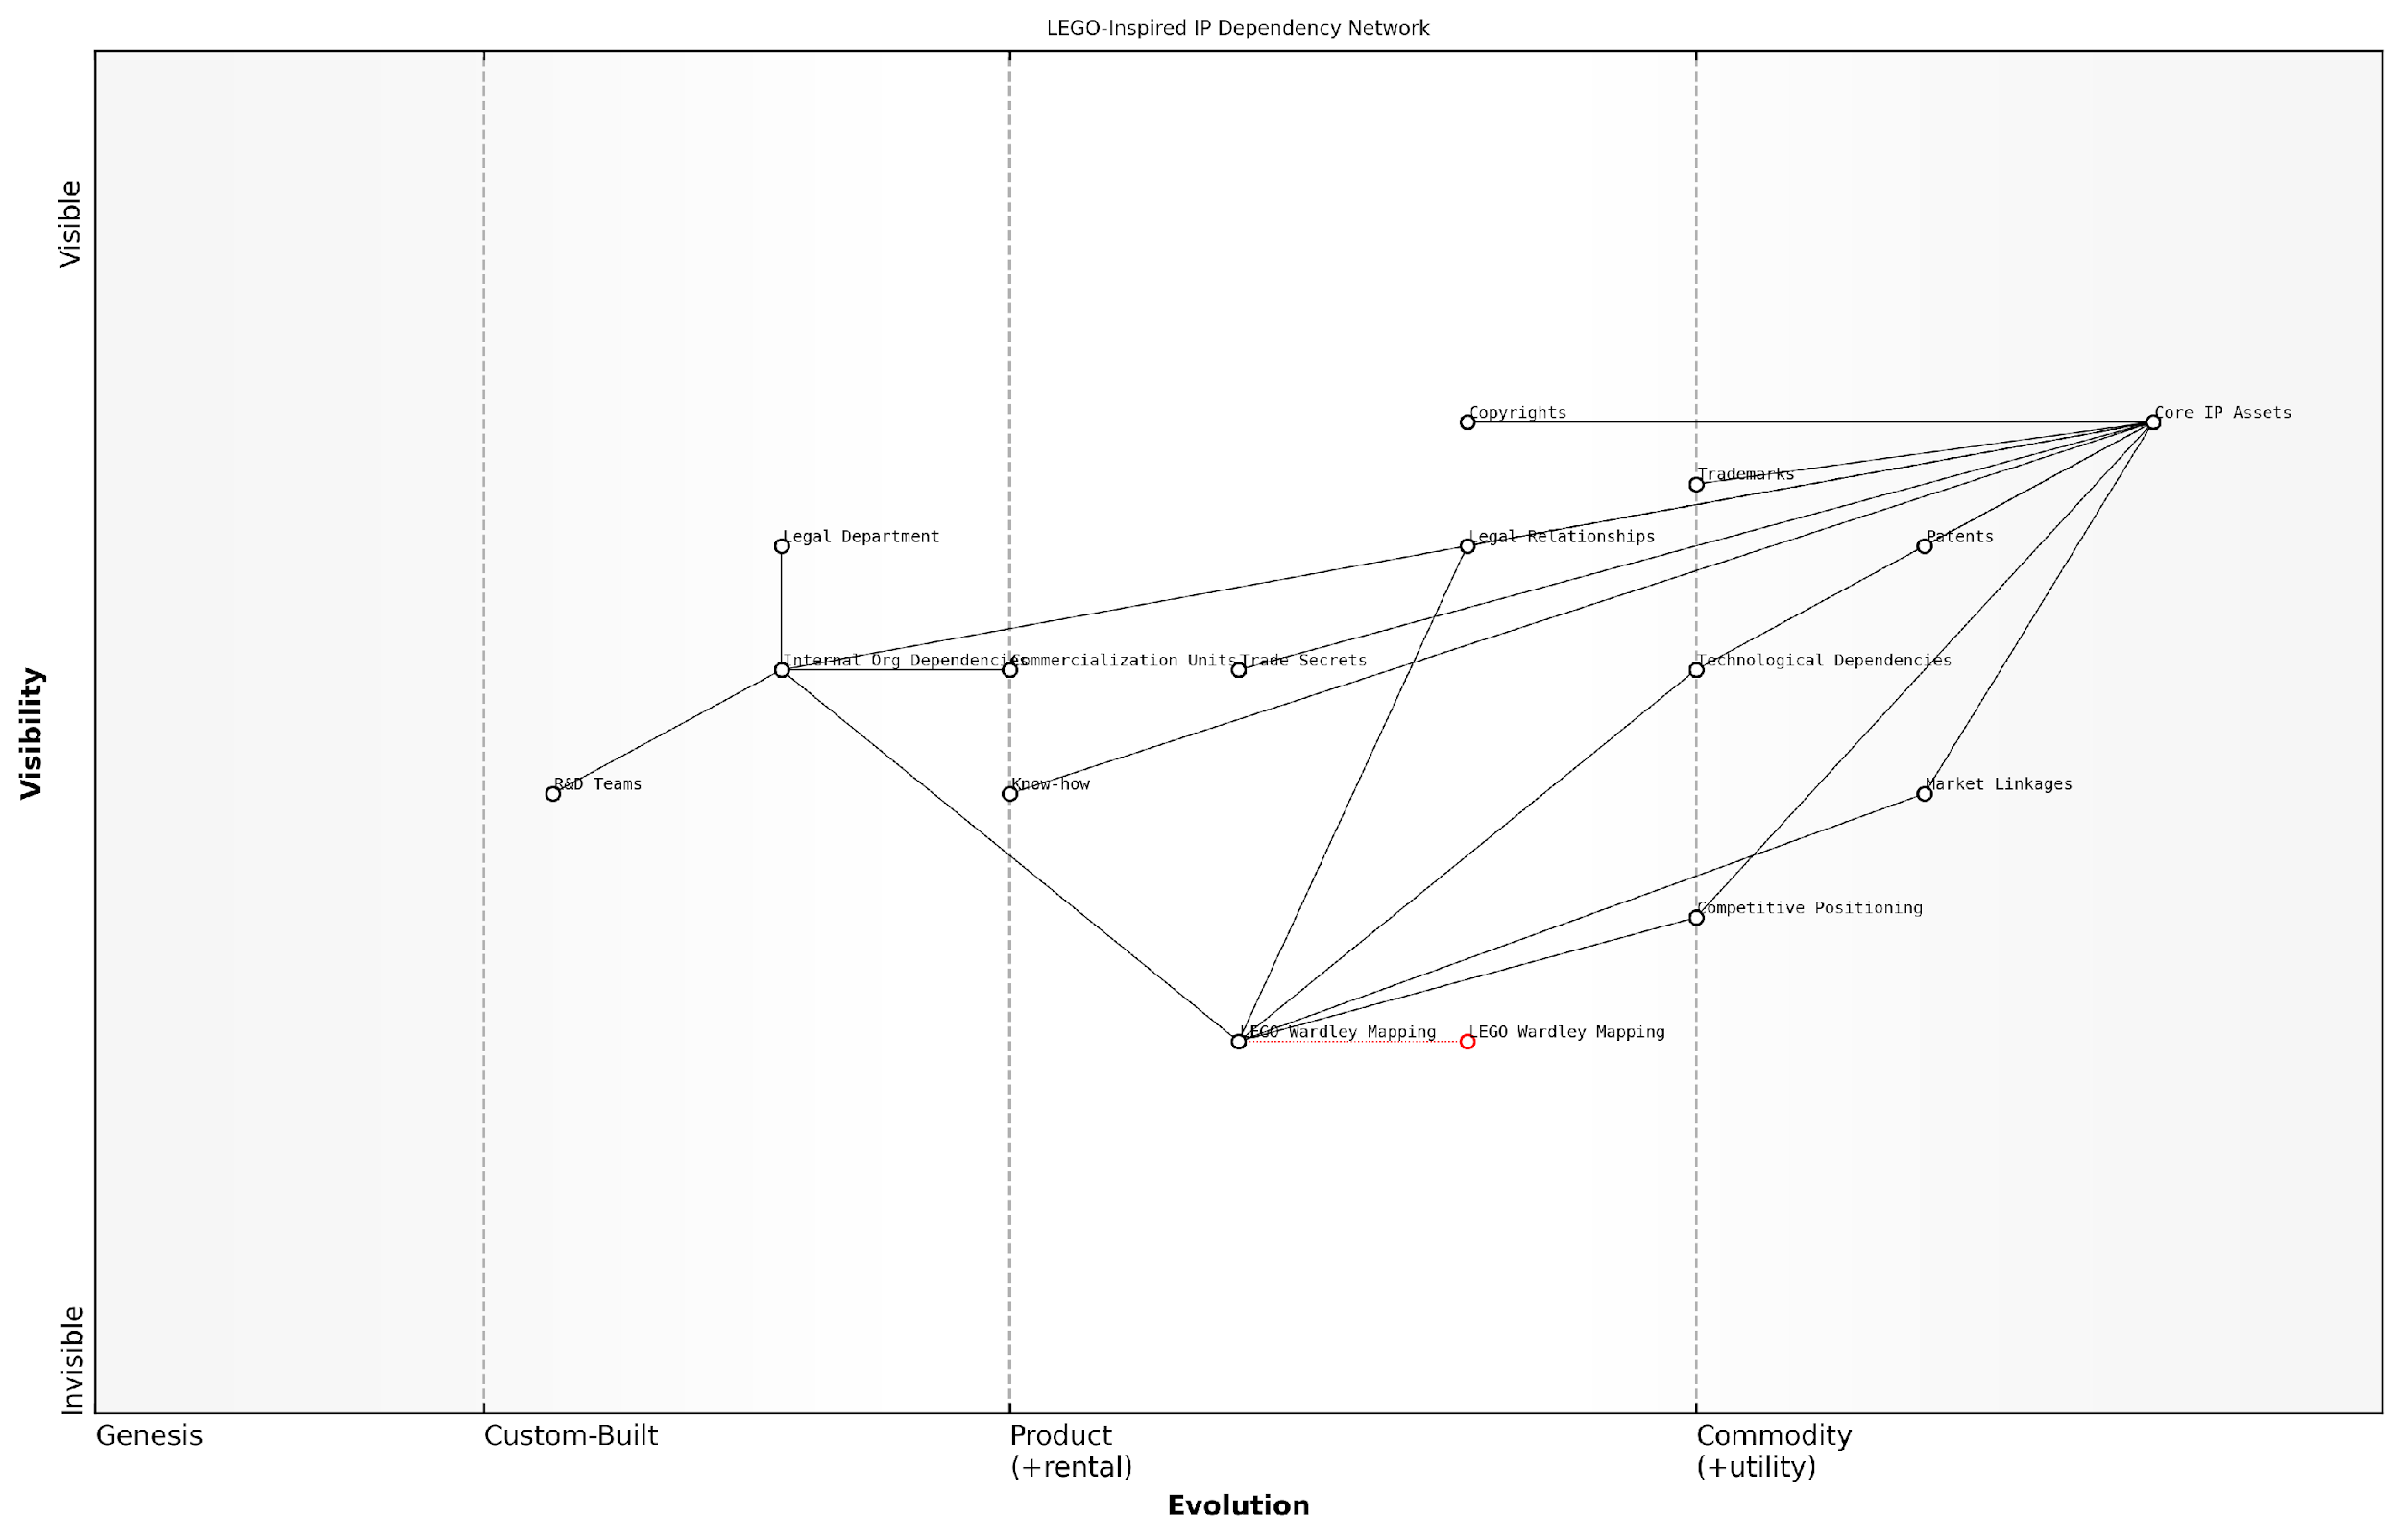 LEGO-Inspired IP Dependency Network
Visible
Copyrights
Core IP Assets
Trademarks
Legal Department
Legal Relationships
Patents
Internal Org Dependencies
Commercialization Units
Trade Secrets
Technological Dependencies
R&D Teams
Know-how
Market Linkages
Visibility
Competitive Positioning
LEGO Wardley Mapping
LEGO Wardley Mapping
Invisible
Genesis
Custom-Built
Product
(+rental)
Commodity
(+utility)
Evolution